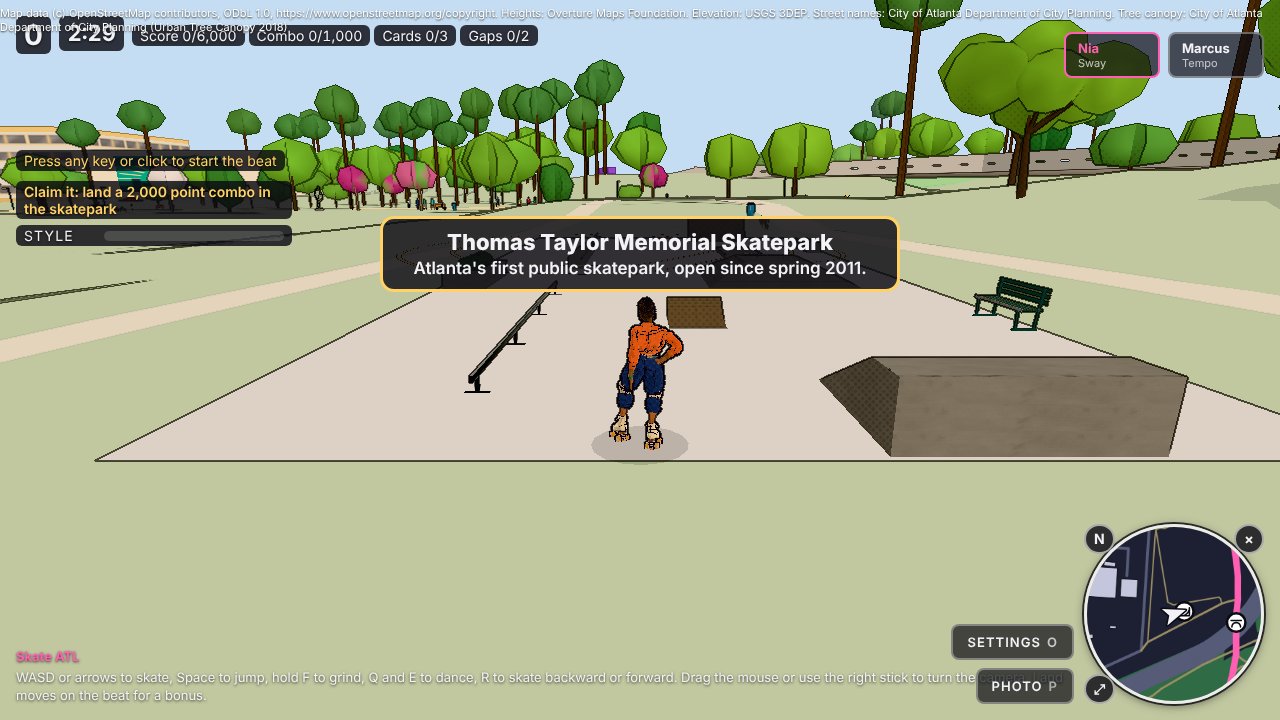 Map data (c) OpenStreetMap contributors, ODbL 1.0, https://www.openstreetmap.org/copyright. Heights: Overture Maps Foundation. Elevation: USGS 3DEP. Street names: City of Atlanta Department of City Planning. Tree canopy: City of Atlanta
Department of City Planning (Urban Tree Canopy 2018).
0
2:29
Score 0/6,000
Combo 0/1,000
Cards 0/3
Gaps 0/2
Nia
Sway
Marcus
Tempo
Press any key or click to start the beat
Claim it: land a 2,000 point combo in
the skatepark
STYLE
Thomas Taylor Memorial Skatepark
Atlanta's first public skatepark, open since spring 2011.
N
×
SETTINGS O
PHOTO P
Skate ATL
WASD or arrows to skate, Space to jump, hold F to grind, Q and E to dance, R to skate backward or forward. Drag the mouse or use the right stick to turn the camera. Land
moves on the beat for a bonus.